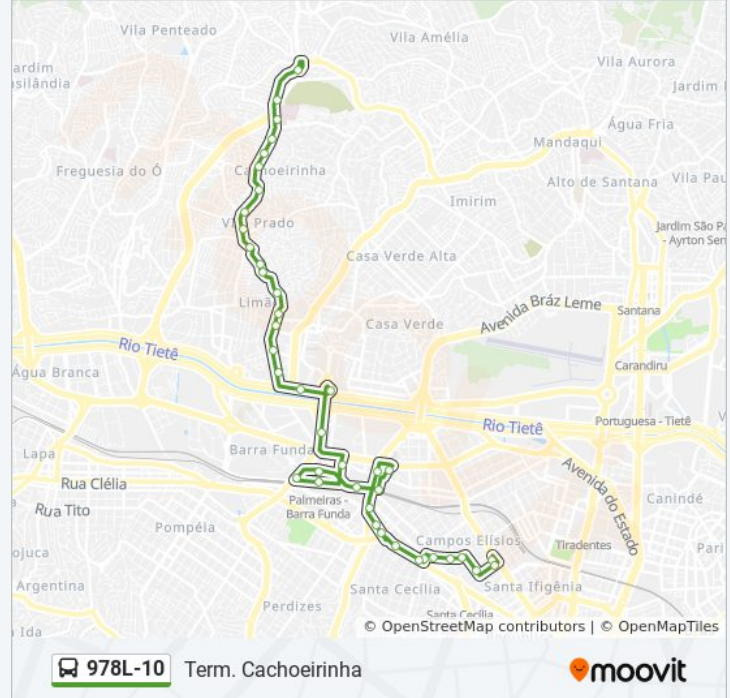 Vila Penteado
Vila Amélia
Vila Aurora
ardim
asilândia
Jardim
Água Fria
Mandaqui
Freguesia do Ó
Cachoeirinha
Alto de Santana
Vila Pau
Imirim
Vila Prado
Jardim São Pa
- Ayrton Sen
Casa Verde Alta
Limão
Avenida Bráz Leme
Santana
Casa Verde
Rio Tietê
Carandiru
Água Branca
Portuguesa - Tietê
Rio Tietê
Lapa
Barra Funda
Rua Clélia
Avenida do Estado
Canindé
Rua Tito
Palmeiras -
Barra Funda
Pompéia
Campos Elísios
Tiradentes
Pari
ojuca
Argentina
Santa Cecília
Santa Ifigênia
Perdizes
Santa Cecília
Ida
© OpenStreetMap contributors | © OpenMapTiles
978L-10
Term. Cachoeirinha
moovit